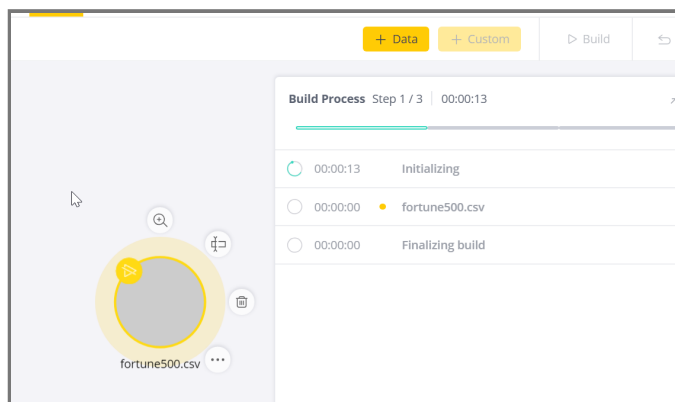 + Data
+ Custom
Build
Build Process Step 1 / 3 00:00:13
00:00:13 Initializing
00:00:00 fortune500.csv
00:00:00 Finalizing build
fortune500.csv